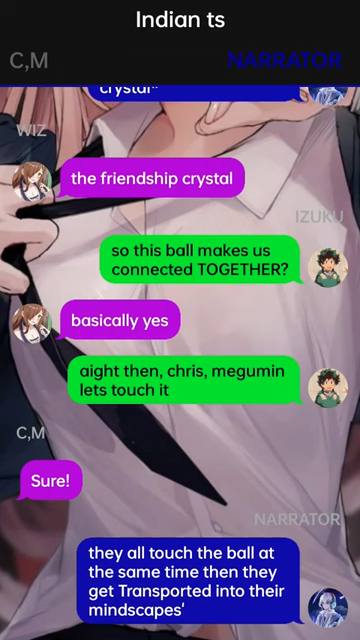 Indian ts
C,M
NARRATOR
crystal"
WIZ
the friendship crystal
IZUKU
so this ball makes us
connected TOGETHER?
basically yes
aight then, chris, megumin
lets touch it
C,M
Sure!
NARRATOR
they all touch the ball at
the same time then they
get Transported into their
mindscapes'